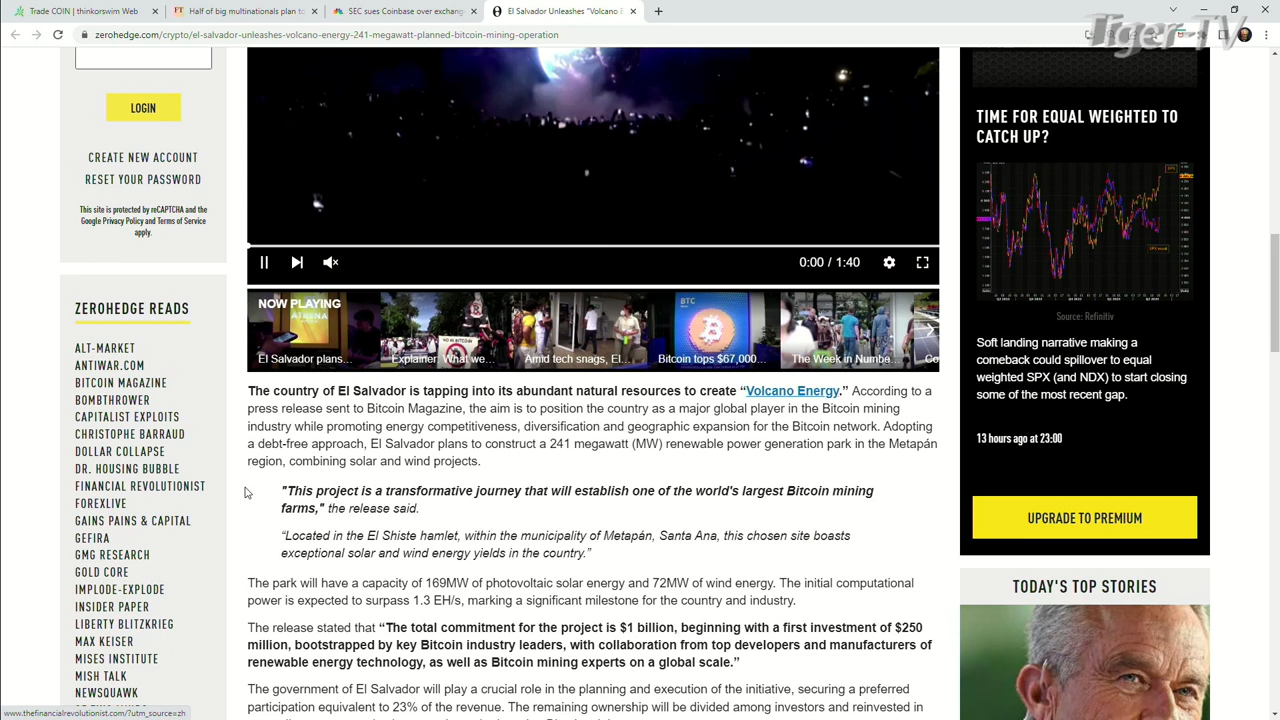 Trade COIN | thinkorswim Web
Half of big multinationals plan to
SEC sues Coinbase over exchang
El Salvador Unleashes "Volcano E
zerohedge.com/crypto/el-salvador-unleashes-volcano-energy-241-megawatt-planned-bitcoin-mining-operation
Tiger TV
LOGIN
CREATE NEW ACCOUNT
RESET YOUR PASSWORD
This site is protected by reCAPTCHA and the
Google Privacy Policy and Terms of Service
apply.
ZEROHEDGE READS
ALT-MARKET
ANTIWAR.COM
BITCOIN MAGAZINE
BOMBTHROWER
CAPITALIST EXPLOITS
CHRISTOPHE BARRAUD
DOLLAR COLLAPSE
DR. HOUSING BUBBLE
FINANCIAL REVOLUTIONIST
FOREXLIVE
GAINS PAINS & CAPITAL
GEFIRA
GMG RESEARCH
GOLD CORE
IMPLODE-EXPLODE
INSIDER PAPER
LIBERTY BLITZKRIEG
MAX KEISER
MISES INSTITUTE
MISH TALK
NEWSQUAWK
www.thefinancialrevolutionist.com/?utm_source=zh
0:00 / 1:40
NOW PLAYING
El Salvador plans...
Explainer: What we...
Amid tech snags, El...
BTC
Bitcoin tops $67,000...
The Week in Numbe...
Co
The country of El Salvador is tapping into its abundant natural resources to create “Volcano Energy.” According to a
press release sent to Bitcoin Magazine, the aim is to position the country as a major global player in the Bitcoin mining
industry while promoting energy competitiveness, diversification and geographic expansion for the Bitcoin network. Adopting
a debt-free approach, El Salvador plans to construct a 241 megawatt (MW) renewable power generation park in the Metapán
region, combining solar and wind projects.
"This project is a transformative journey that will establish one of the world's largest Bitcoin mining
farms," the release said.
“Located in the El Shiste hamlet, within the municipality of Metapán, Santa Ana, this chosen site boasts
exceptional solar and wind energy yields in the country.”
The park will have a capacity of 169MW of photovoltaic solar energy and 72MW of wind energy. The initial computational
power is expected to surpass 1.3 EH/s, marking a significant milestone for the country and industry.
The release stated that “The total commitment for the project is $1 billion, beginning with a first investment of $250
million, bootstrapped by key Bitcoin industry leaders, with collaboration from top developers and manufacturers of
renewable energy technology, as well as Bitcoin mining experts on a global scale.”
The government of El Salvador will play a crucial role in the planning and execution of the initiative, securing a preferred
participation equivalent to 23% of the revenue. The remaining ownership will be divided among investors and reinvested in
TIME FOR EQUAL WEIGHTED TO
CATCH UP?
Source: Refinitiv
Soft landing narrative making a
comeback could spillover to equal
weighted SPX (and NDX) to start closing
some of the most recent gap.
13 hours ago at 23:00
UPGRADE TO PREMIUM
TODAY'S TOP STORIES